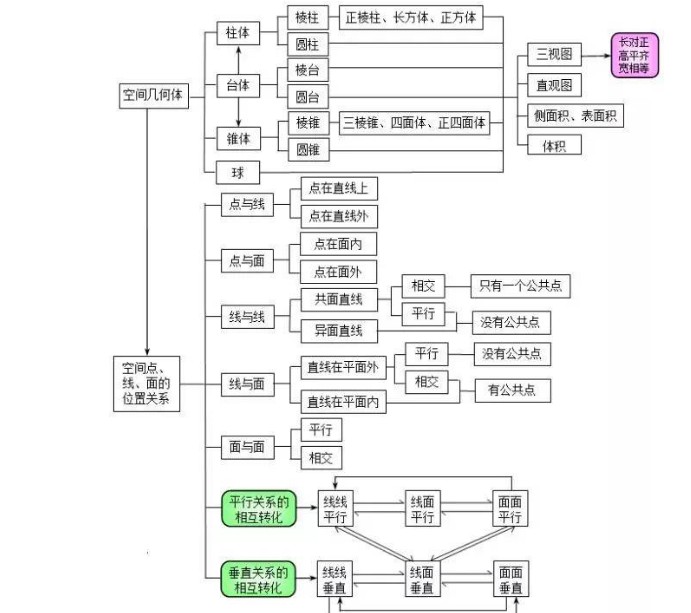 空间几何体
柱体
棱柱
正棱柱、长方体、正方体
圆柱
台体
棱台
圆台
锥体
棱锥
三棱锥、四面体、正四面体
圆锥
球
三视图
长对正
高平齐
宽相等
直观图
侧面积、表面积
体积
空间点、
线、面的
位置关系
点与线
点在直线上
点在直线外
点与面
点在面内
点在面外
线与线
共面直线
相交
只有一个公共点
平行
没有公共点
异面直线
线与面
直线在平面外
平行
没有公共点
相交
有公共点
直线在平面内
面与面
平行
相交
平行关系的
相互转化
线线
平行
线面
平行
面面
平行
垂直关系的
相互转化
线线
垂直
线面
垂直
面面
垂直